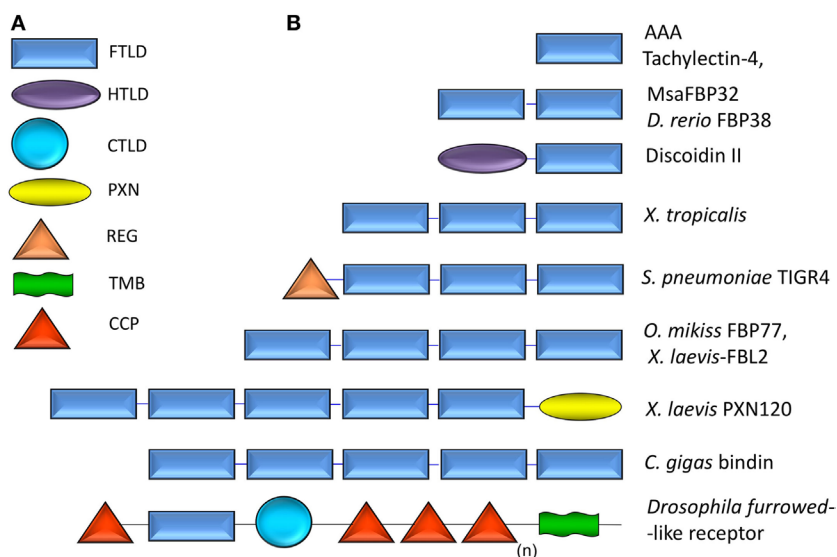 A
FTLD
HTLD
CTLD
PXN
REG
TMB
CCP
B
AAA
Tachylectin-4,
MsaFBP32
D. rerio FBP38
Discoidin II
X. tropicalis
S. pneumoniae TIGR4
O. mikiss FBP77,
X. laevis-FBL2
X. laevis PXN120
C. gigas bindin
Drosophila furrowed-
-like receptor
(n)